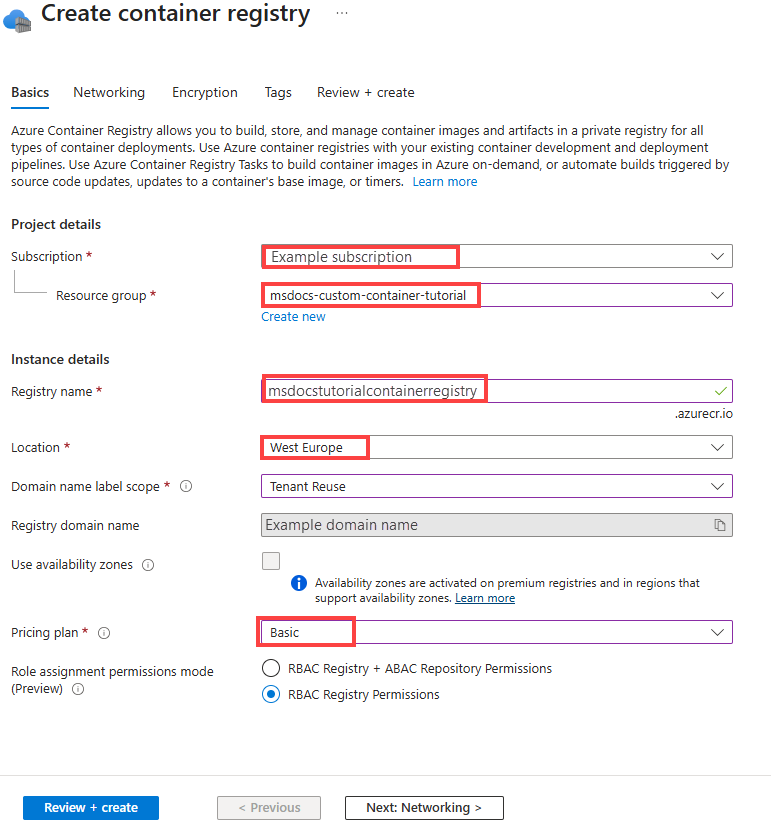 Create container registry ...
Basics Networking Encryption Tags Review + create
Azure Container Registry allows you to build, store, and manage container images and artifacts in a private registry for all
types of container deployments. Use Azure container registries with your existing container development and deployment
pipelines. Use Azure Container Registry Tasks to build container images in Azure on-demand, or automate builds triggered by
source code updates, updates to a container's base image, or timers. Learn more
Project details
Subscription * Example subscription
Resource group * msdocs-custom-container-tutorial
Create new
Instance details
Registry name * msdocstutorialcontainerregistry
.azurecr.io
Location * West Europe
Domain name label scope * Tenant Reuse
Registry domain name Example domain name
Use availability zones
Availability zones are activated on premium registries and in regions that
support availability zones. Learn more
Pricing plan * Basic
Role assignment permissions mode RBAC Registry + ABAC Repository Permissions
(Preview) RBAC Registry Permissions
Review + create < Previous Next: Networking >